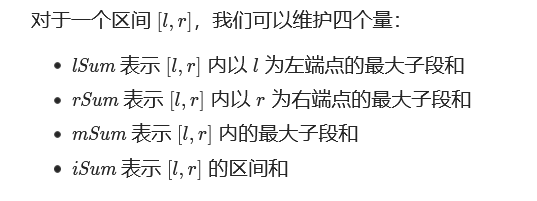 对于一个区间 [l, r]，我们可以维护四个量：
• lSum 表示 [l, r] 内以 l 为左端点的最大子段和
• rSum 表示 [l, r] 内以 r 为右端点的最大子段和
• mSum 表示 [l, r] 内的最大子段和
• iSum 表示 [l, r] 的区间和